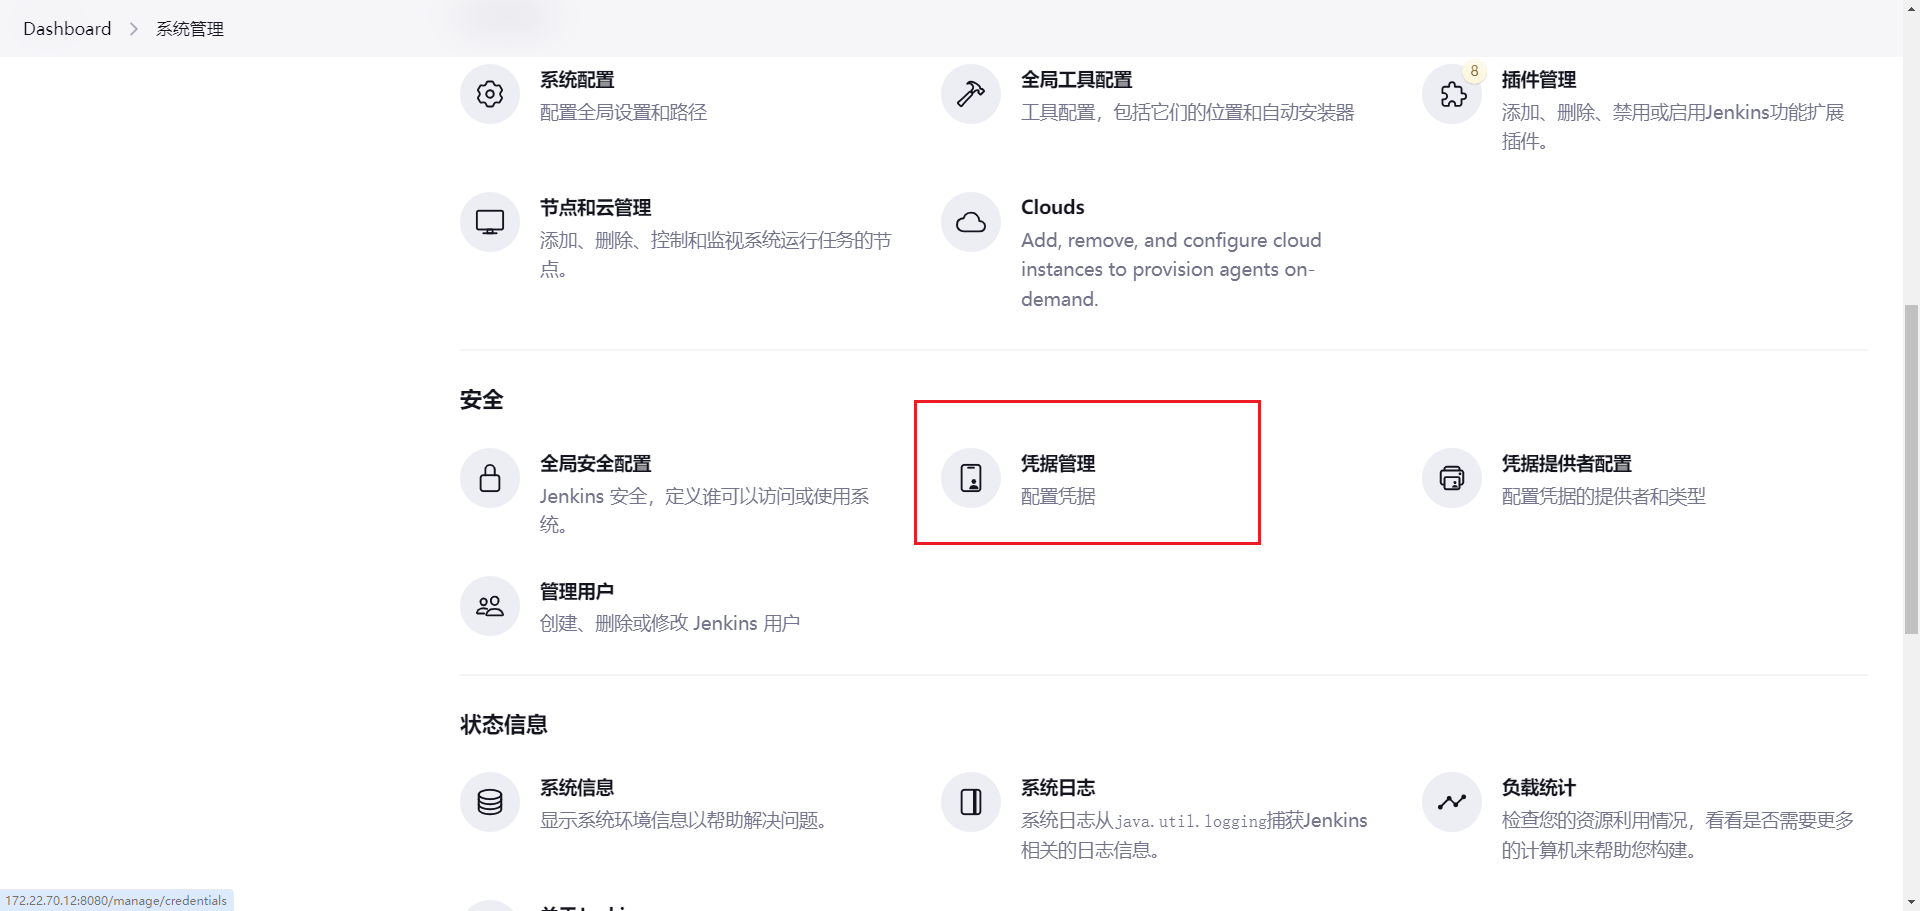 Dashboard
系统管理
系统配置
配置全局设置和路径
全局工具配置
工具配置，包括它们的位置和自动安装器
8
插件管理
添加、删除、禁用或启用Jenkins功能扩展
插件。
节点和云管理
添加、删除、控制和监视系统运行任务的节
点。
Clouds
Add, remove, and configure cloud
instances to provision agents on-
demand.
安全
全局安全配置
Jenkins 安全，定义谁可以访问或使用系
统。
凭据管理
配置凭据
凭据提供者配置
配置凭据的提供者和类型
管理用户
创建、删除或修改 Jenkins 用户
状态信息
系统信息
显示系统环境信息以帮助解决问题。
系统日志
系统日志从java.util.logging捕获Jenkins
相关的日志信息。
负载统计
检查您的资源利用情况，看看是否需要更多
的计算机来帮助您构建。
172.22.70.12:8080/manage/credentials